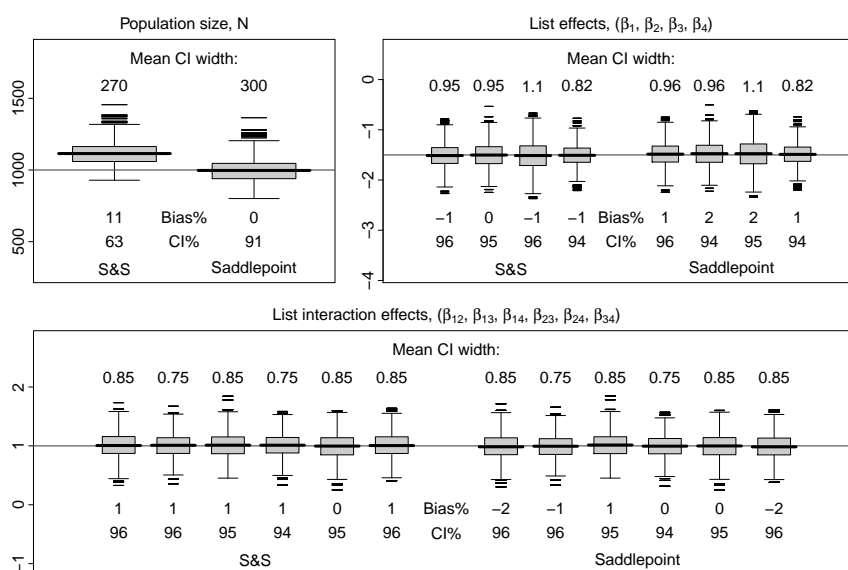 Population size, N
Mean CI width:
270 300
1500
1000
500
11 Bias% 0
63 CI% 91
S&S Saddlepoint
List effects, (β1, β2, β3, β4)
Mean CI width:
0.95 0.95 1.1 0.82 0.96 0.96 1.1 0.82
0
−1
−2
−3
−4
−1 0 −1 −1 Bias% 1 2 2 1
96 95 96 94 CI% 96 94 95 94
S&S Saddlepoint
List interaction effects, (β12, β13, β14, β23, β24, β34)
Mean CI width:
0.85 0.75 0.85 0.75 0.85 0.85 0.85 0.75 0.95 0.75 0.85 0.85
2
1
0
−1
1 1 1 1 0 1 Bias% −2 −1 1 0 0 −2
96 96 95 94 95 96 CI% 96 96 95 94 95 96
S&S Saddlepoint